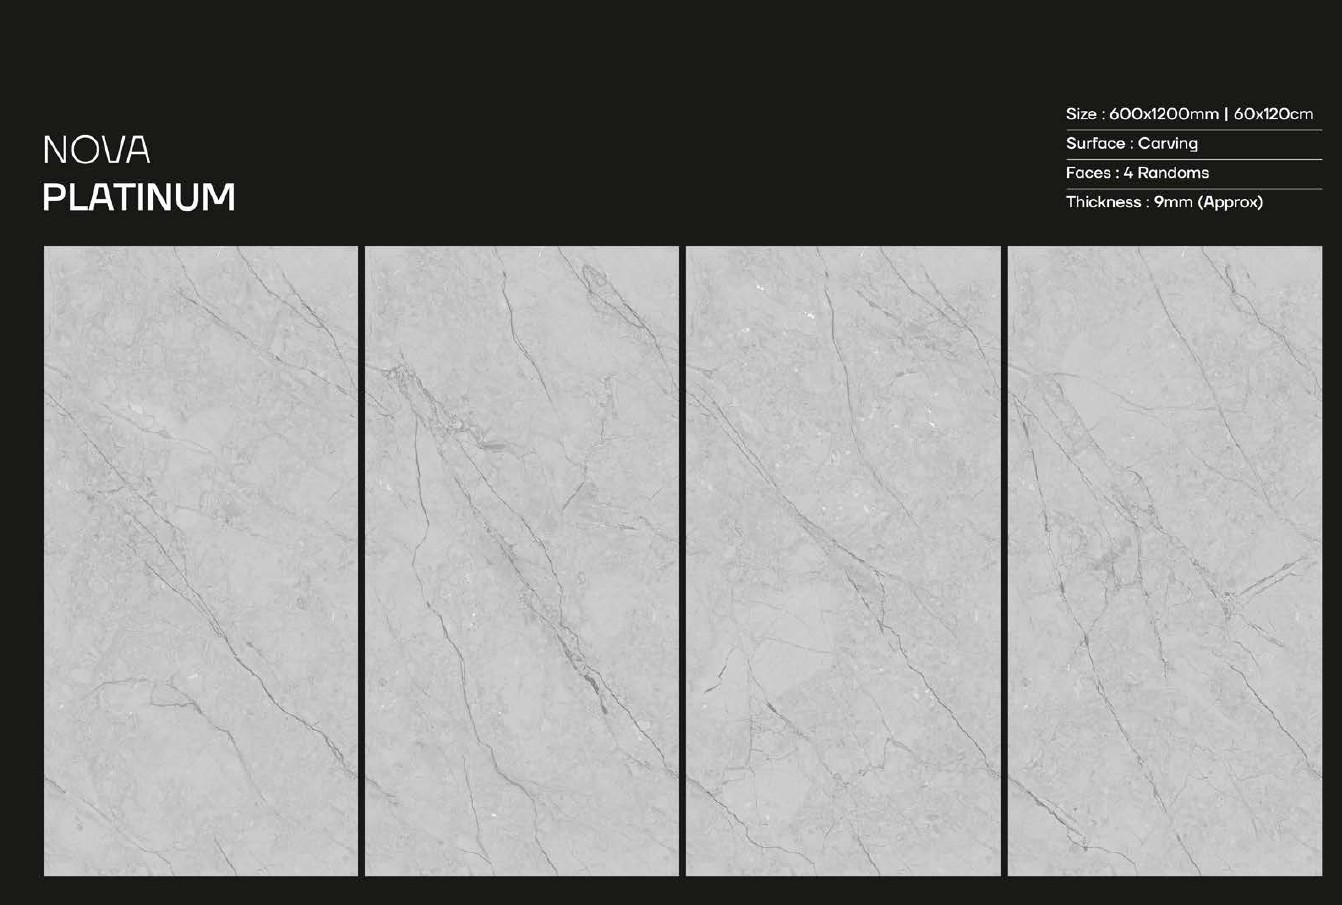 NOVA
PLATINUM
Size : 600x1200mm | 60x120cm
Surface : Carving
Faces : 4 Randoms
Thickness : 9mm (Approx)